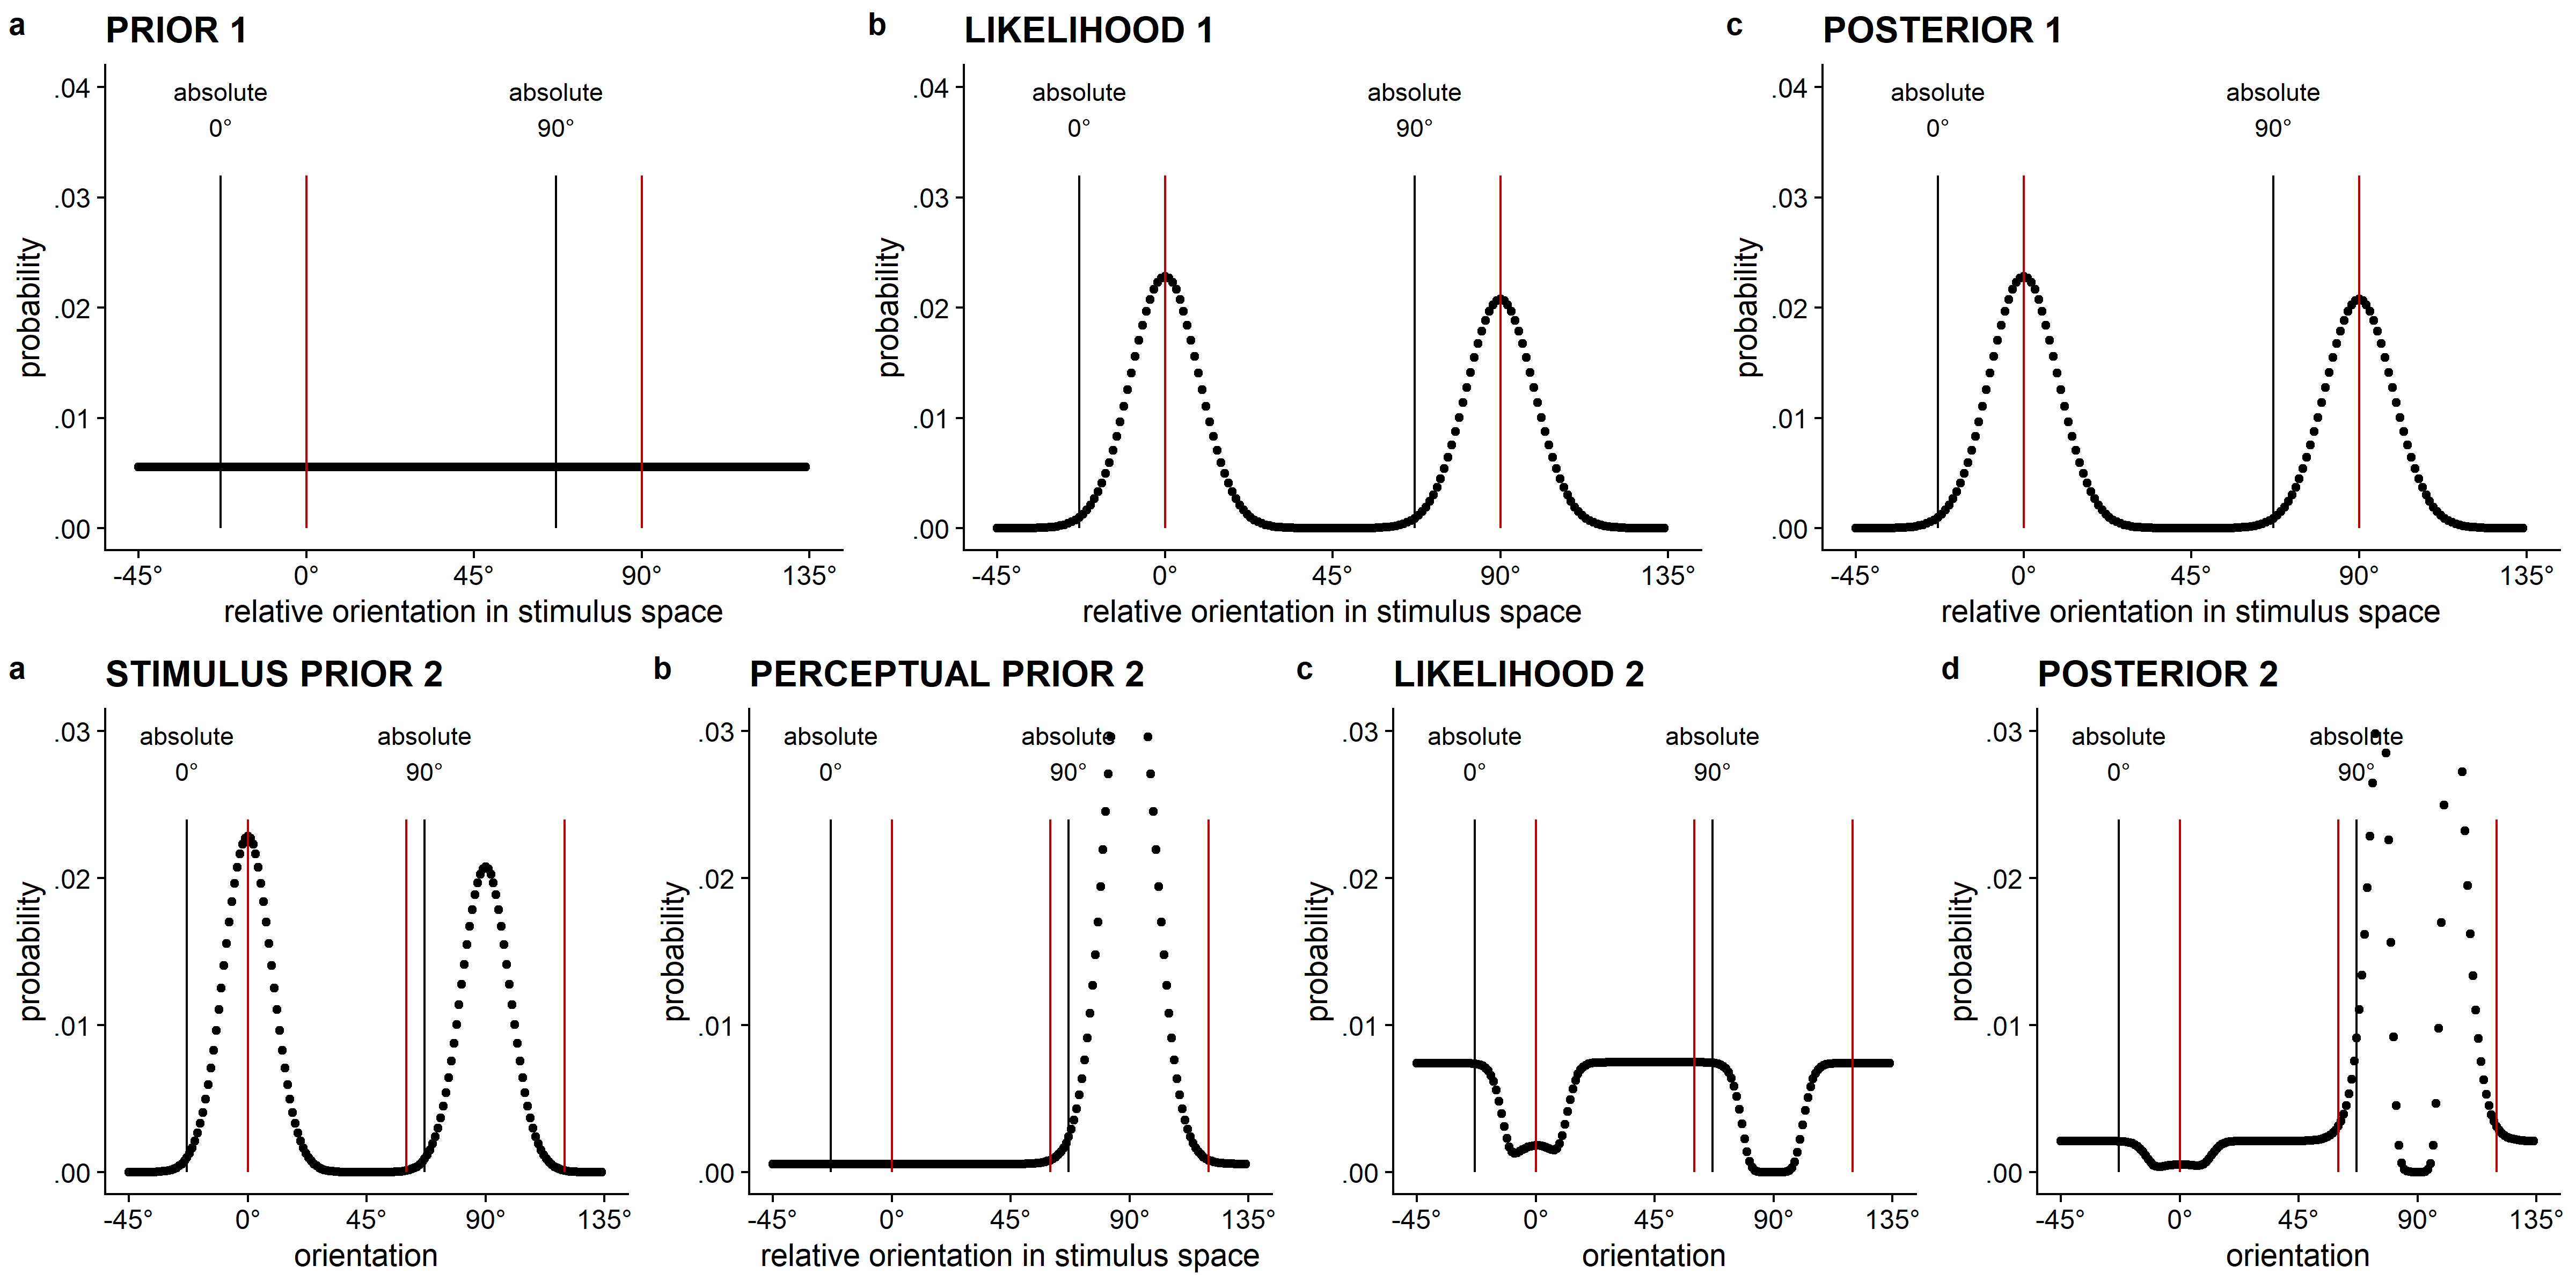 a PRIOR 1
.04
.03
.02
.01
.00
absolute
0°
absolute
90°
probability
-45° 0° 45° 90° 135°
relative orientation in stimulus space
b LIKELIHOOD 1
.04
.03
.02
.01
.00
absolute
0°
absolute
90°
probability
-45° 0° 45° 90° 135°
relative orientation in stimulus space
c POSTERIOR 1
.04
.03
.02
.01
.00
absolute
0°
absolute
90°
probability
-45° 0° 45° 90° 135°
relative orientation in stimulus space
a STIMULUS PRIOR 2
.03
.02
.01
.00
absolute
0°
absolute
90°
probability
-45° 0° 45° 90° 135°
orientation
b PERCEPTUAL PRIOR 2
.03
.02
.01
.00
absolute
0°
absolute
90°
probability
-45° 0° 45° 90° 135°
relative orientation in stimulus space
c LIKELIHOOD 2
.03
.02
.01
.00
absolute
0°
absolute
90°
probability
-45° 0° 45° 90° 135°
orientation
d POSTERIOR 2
.03
.02
.01
.00
absolute
0°
absolute
90°
probability
-45° 0° 45° 90° 135°
orientation